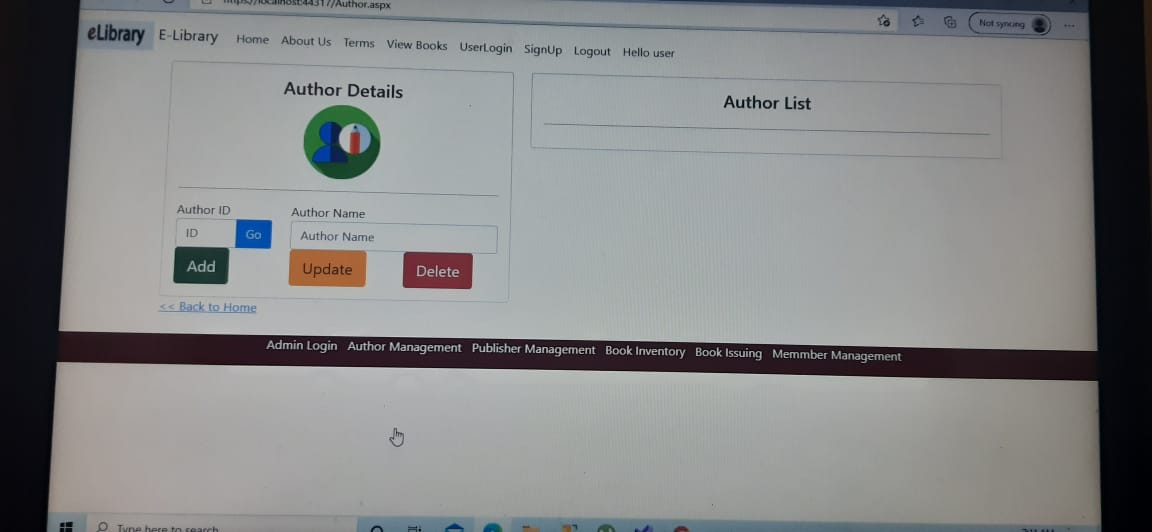 https://localhost:44317/Author.aspx
Not syncing
eLibrary E-Library Home About Us Terms View Books UserLogin SignUp Logout Hello user
Author Details
Author List
Author ID Author Name
ID Go Author Name
Add Update Delete
<< Back to Home
Admin Login Author Management Publisher Management Book Inventory Book Issuing Memmber Management
Type here to search